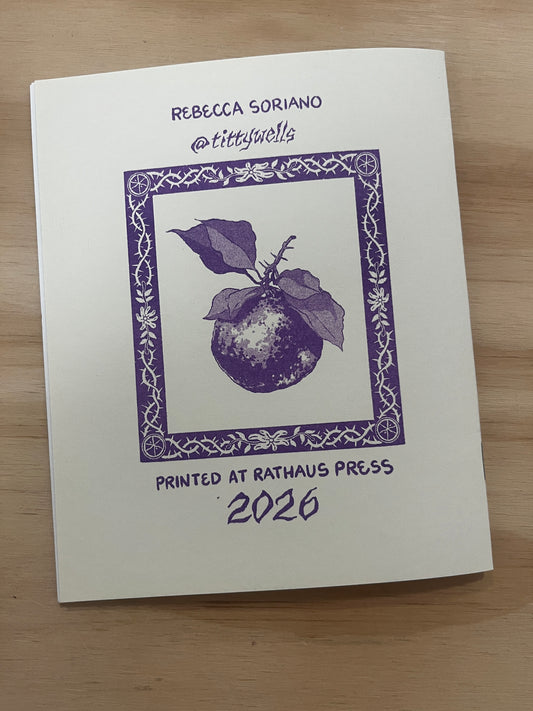 REBECCA SORIANO
@tittywells
PRINTED AT RATHAUS PRESS
2026